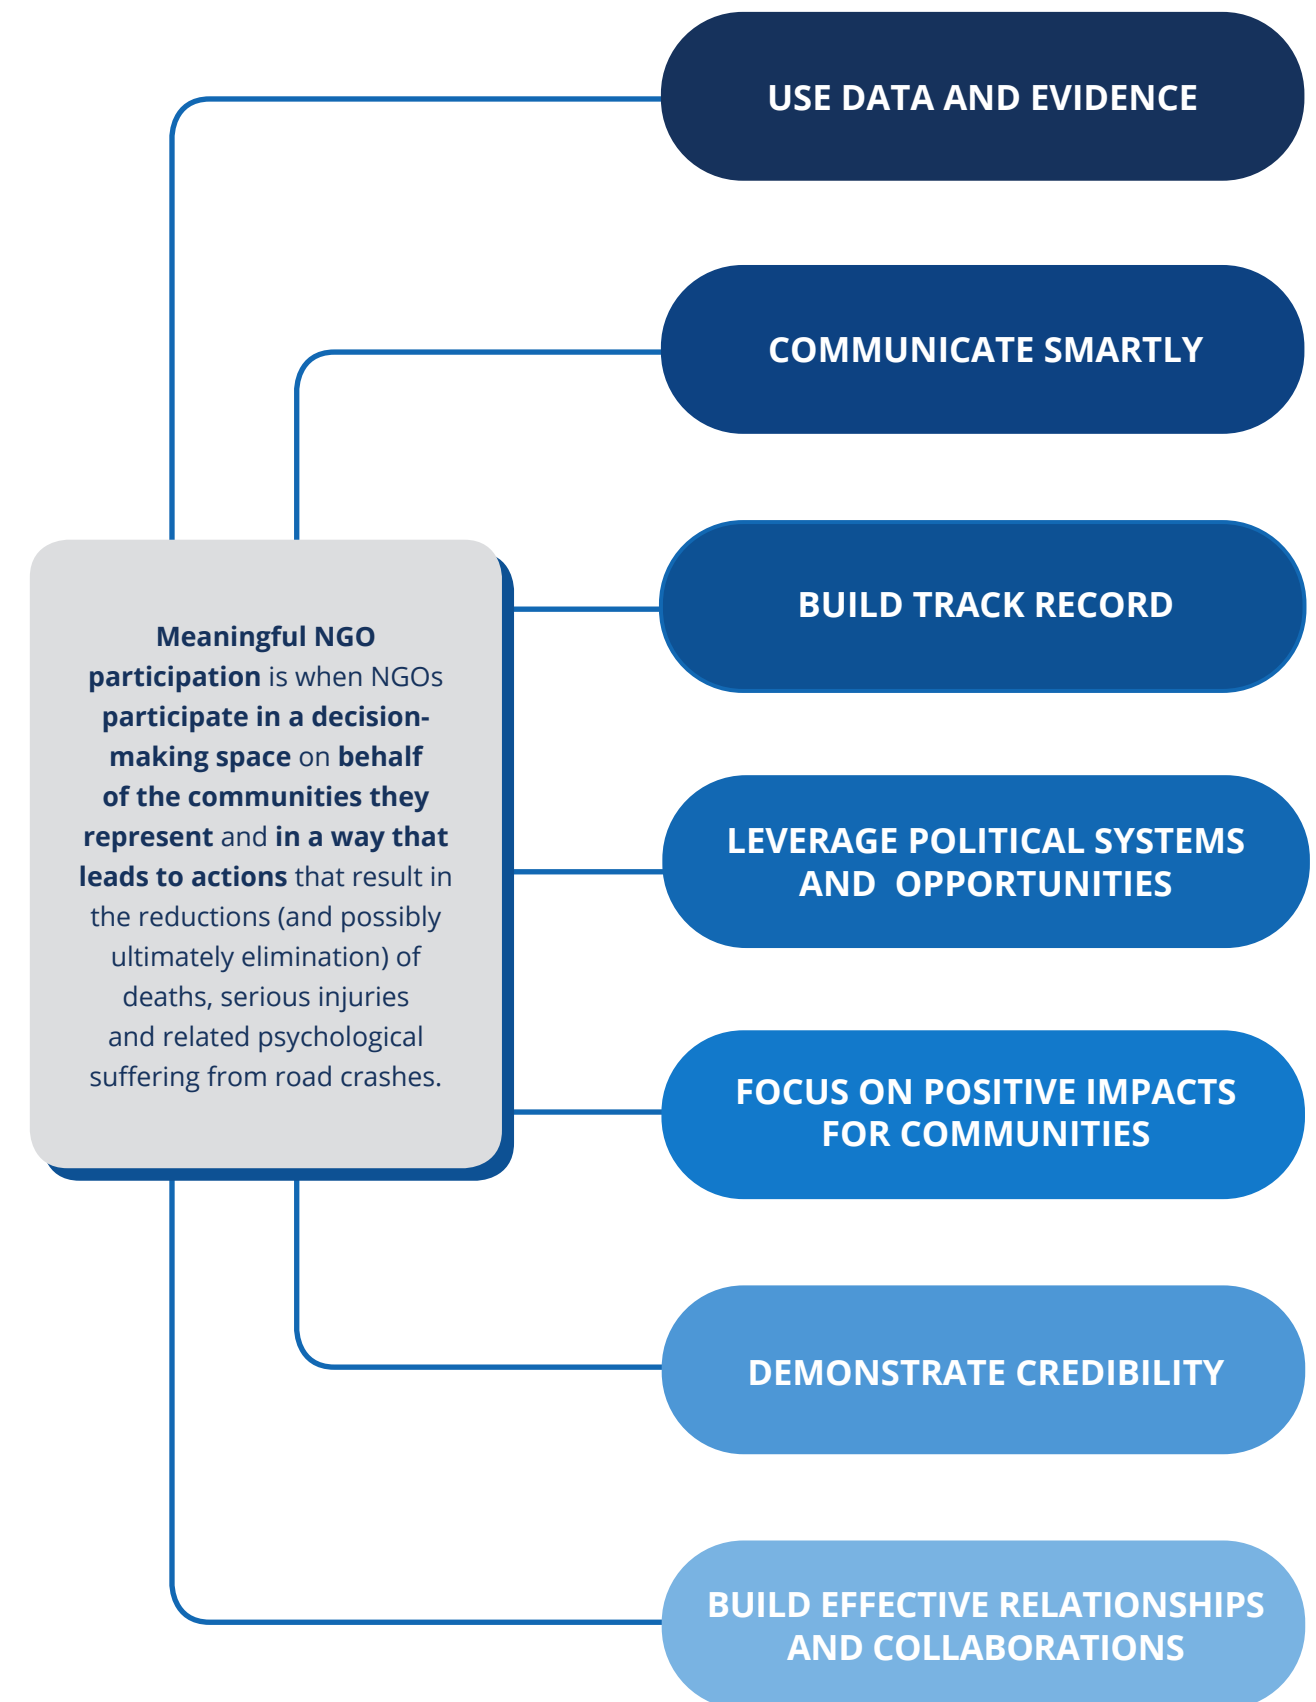 USE DATA AND EVIDENCE
COMMUNICATE SMARTLY
BUILD TRACK RECORD
Meaningful NGO
participation is when NGOs
participate in a decision-
making space on behalf
of the communities they
represent and in a way that
leads to actions that result in
the reductions (and possibly
ultimately elimination) of
deaths, serious injuries
and related psychological
suffering from road crashes.
LEVERAGE POLITICAL SYSTEMS
AND OPPORTUNITIES
FOCUS ON POSITIVE IMPACTS
FOR COMMUNITIES
DEMONSTRATE CREDIBILITY
BUILD EFFECTIVE RELATIONSHIPS
AND COLLABORATIONS